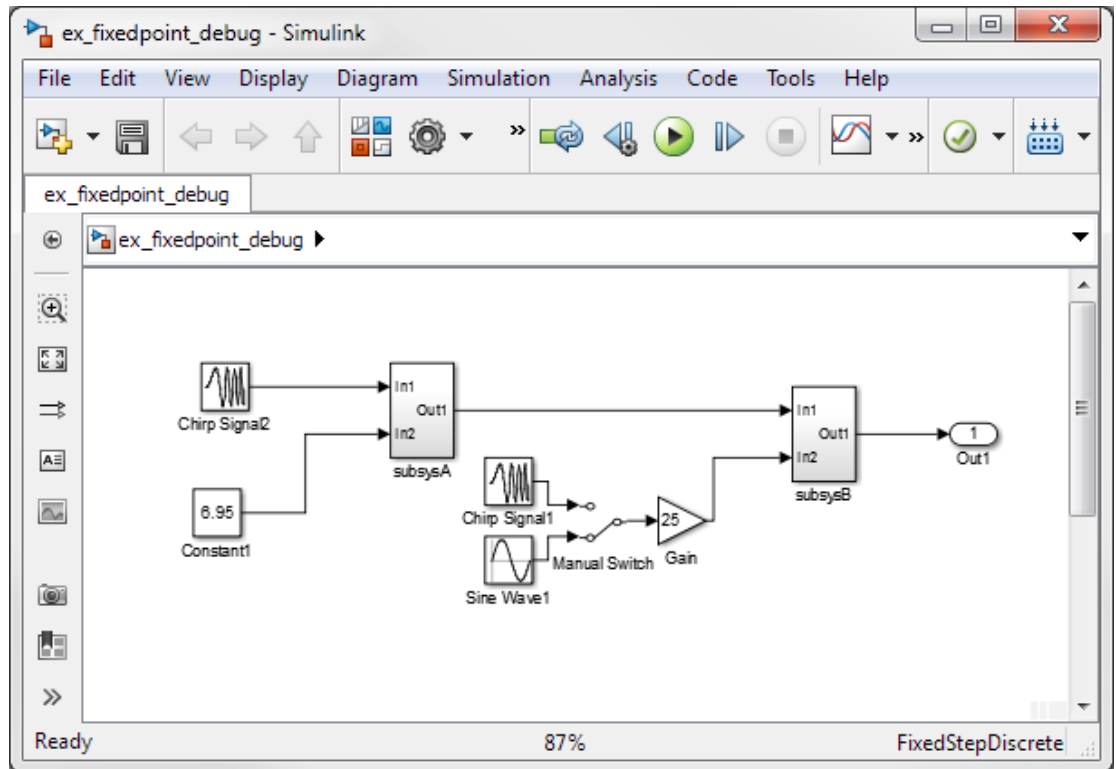 ex_fixedpoint_debug - Simulink
File Edit View Display Diagram Simulation Analysis Code Tools Help
ex_fixedpoint_debug
ex_fixedpoint_debug
In1
Out1
In2
subsysA
Chirp Signal2
6.95
Constant1
Chirp Signal1
Sine Wave1
Manual Switch
25
Gain
In1
Out1
In2
subsysB
1
Out1
Ready 87% FixedStepDiscrete